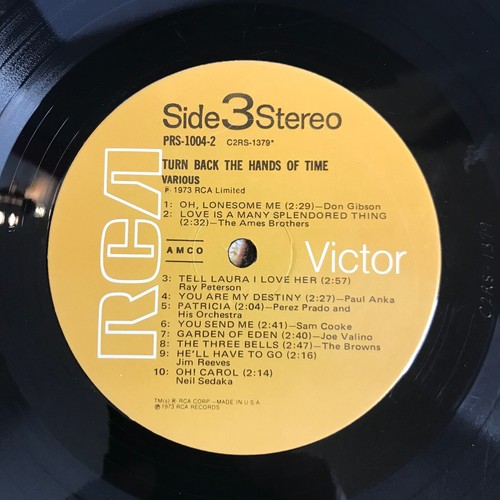 Side 3 Stereo
PRS-1004-2 C2RS-1379*
TURN BACK THE HANDS OF TIME
VARIOUS
℗ 1973 RCA Limited
1: OH, LONESOME ME (2:29)—Don Gibson
2: LOVE IS A MANY SPLENDORED THING
(2:32)—The Ames Brothers
AMCO
RCA Victor
3: TELL LAURA I LOVE HER (2:57)
Ray Peterson
4: YOU ARE MY DESTINY (2:27)—Paul Anka
5: PATRICIA (2:04)—Perez Prado and
His Orchestra
6: YOU SEND ME (2:41)—Sam Cooke
7: GARDEN OF EDEN (2:40)—Joe Valino
8: THE THREE BELLS (2:47)—The Browns
9: HE'LL HAVE TO GO (2:16)
Jim Reeves
10: OH! CAROL (2:14)
Neil Sedaka
TM(s) ® RCA CORP.—MADE IN U.S.A.
℗ 1973 RCA RECORDS